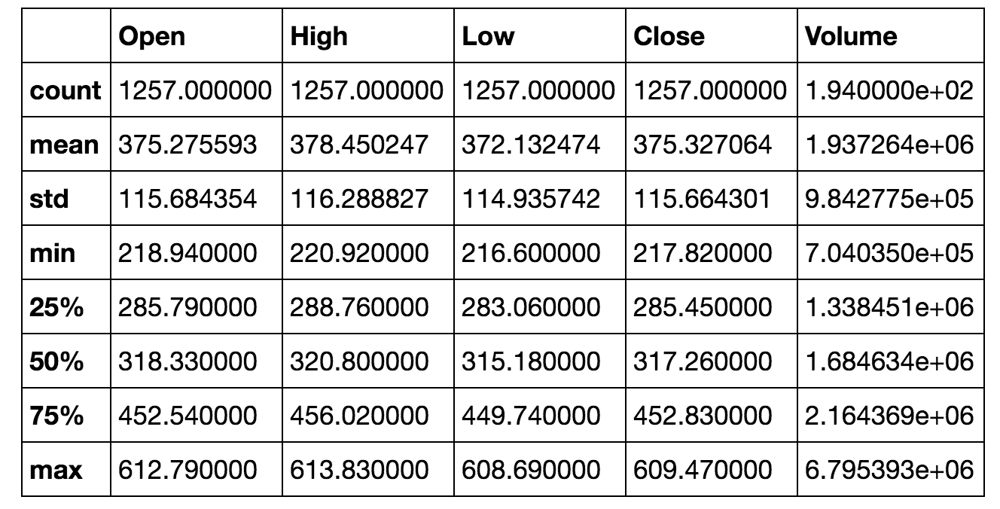 Open High Low Close Volume
count 1257.000000 1257.000000 1257.000000 1257.000000 1.940000e+02
mean 375.275593 378.450247 372.132474 375.327064 1.937264e+06
std 115.684354 116.288827 114.935742 115.664301 9.842775e+05
min 218.940000 220.920000 216.600000 217.820000 7.040350e+05
25% 285.790000 288.760000 283.060000 285.450000 1.338451e+06
50% 318.330000 320.800000 315.180000 317.260000 1.684634e+06
75% 452.540000 456.020000 449.740000 452.830000 2.164369e+06
max 612.790000 613.830000 608.690000 609.470000 6.795393e+06